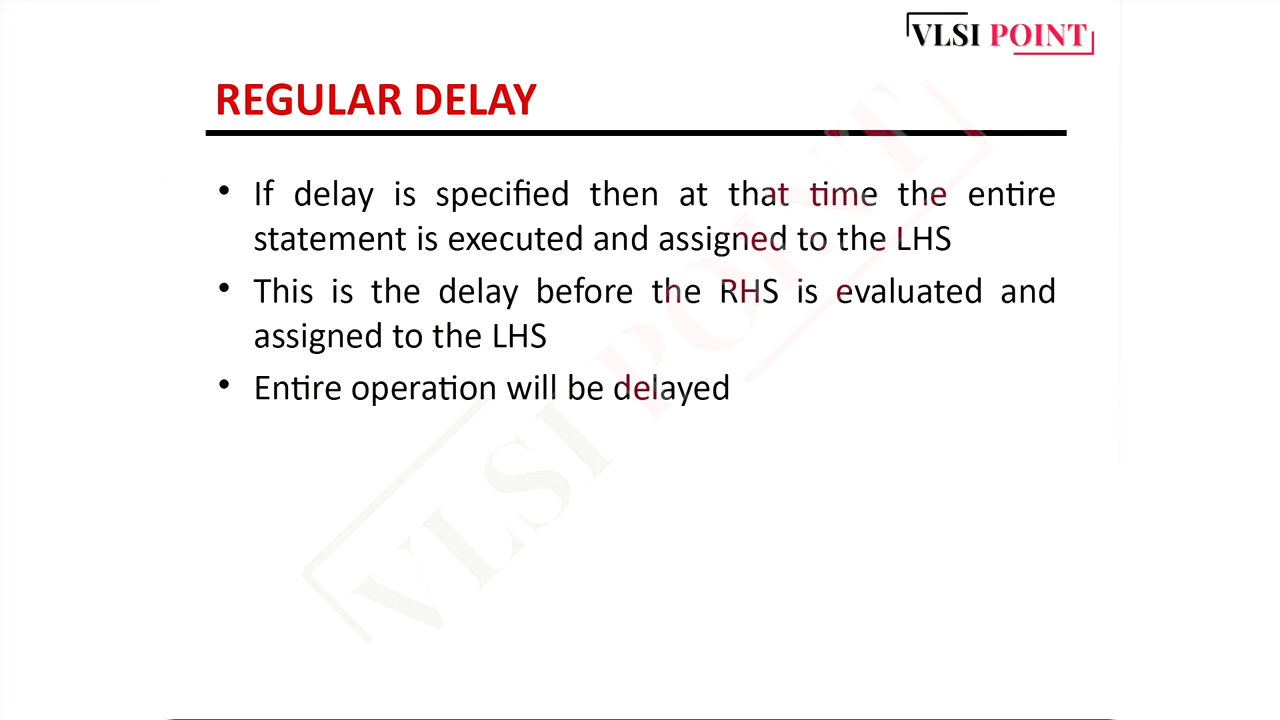 VLSI POINT
REGULAR DELAY
• If delay is specified then at that time the entire
statement is executed and assigned to the LHS
• This is the delay before the RHS is evaluated and
assigned to the LHS
• Entire operation will be delayed
VLSI POINT